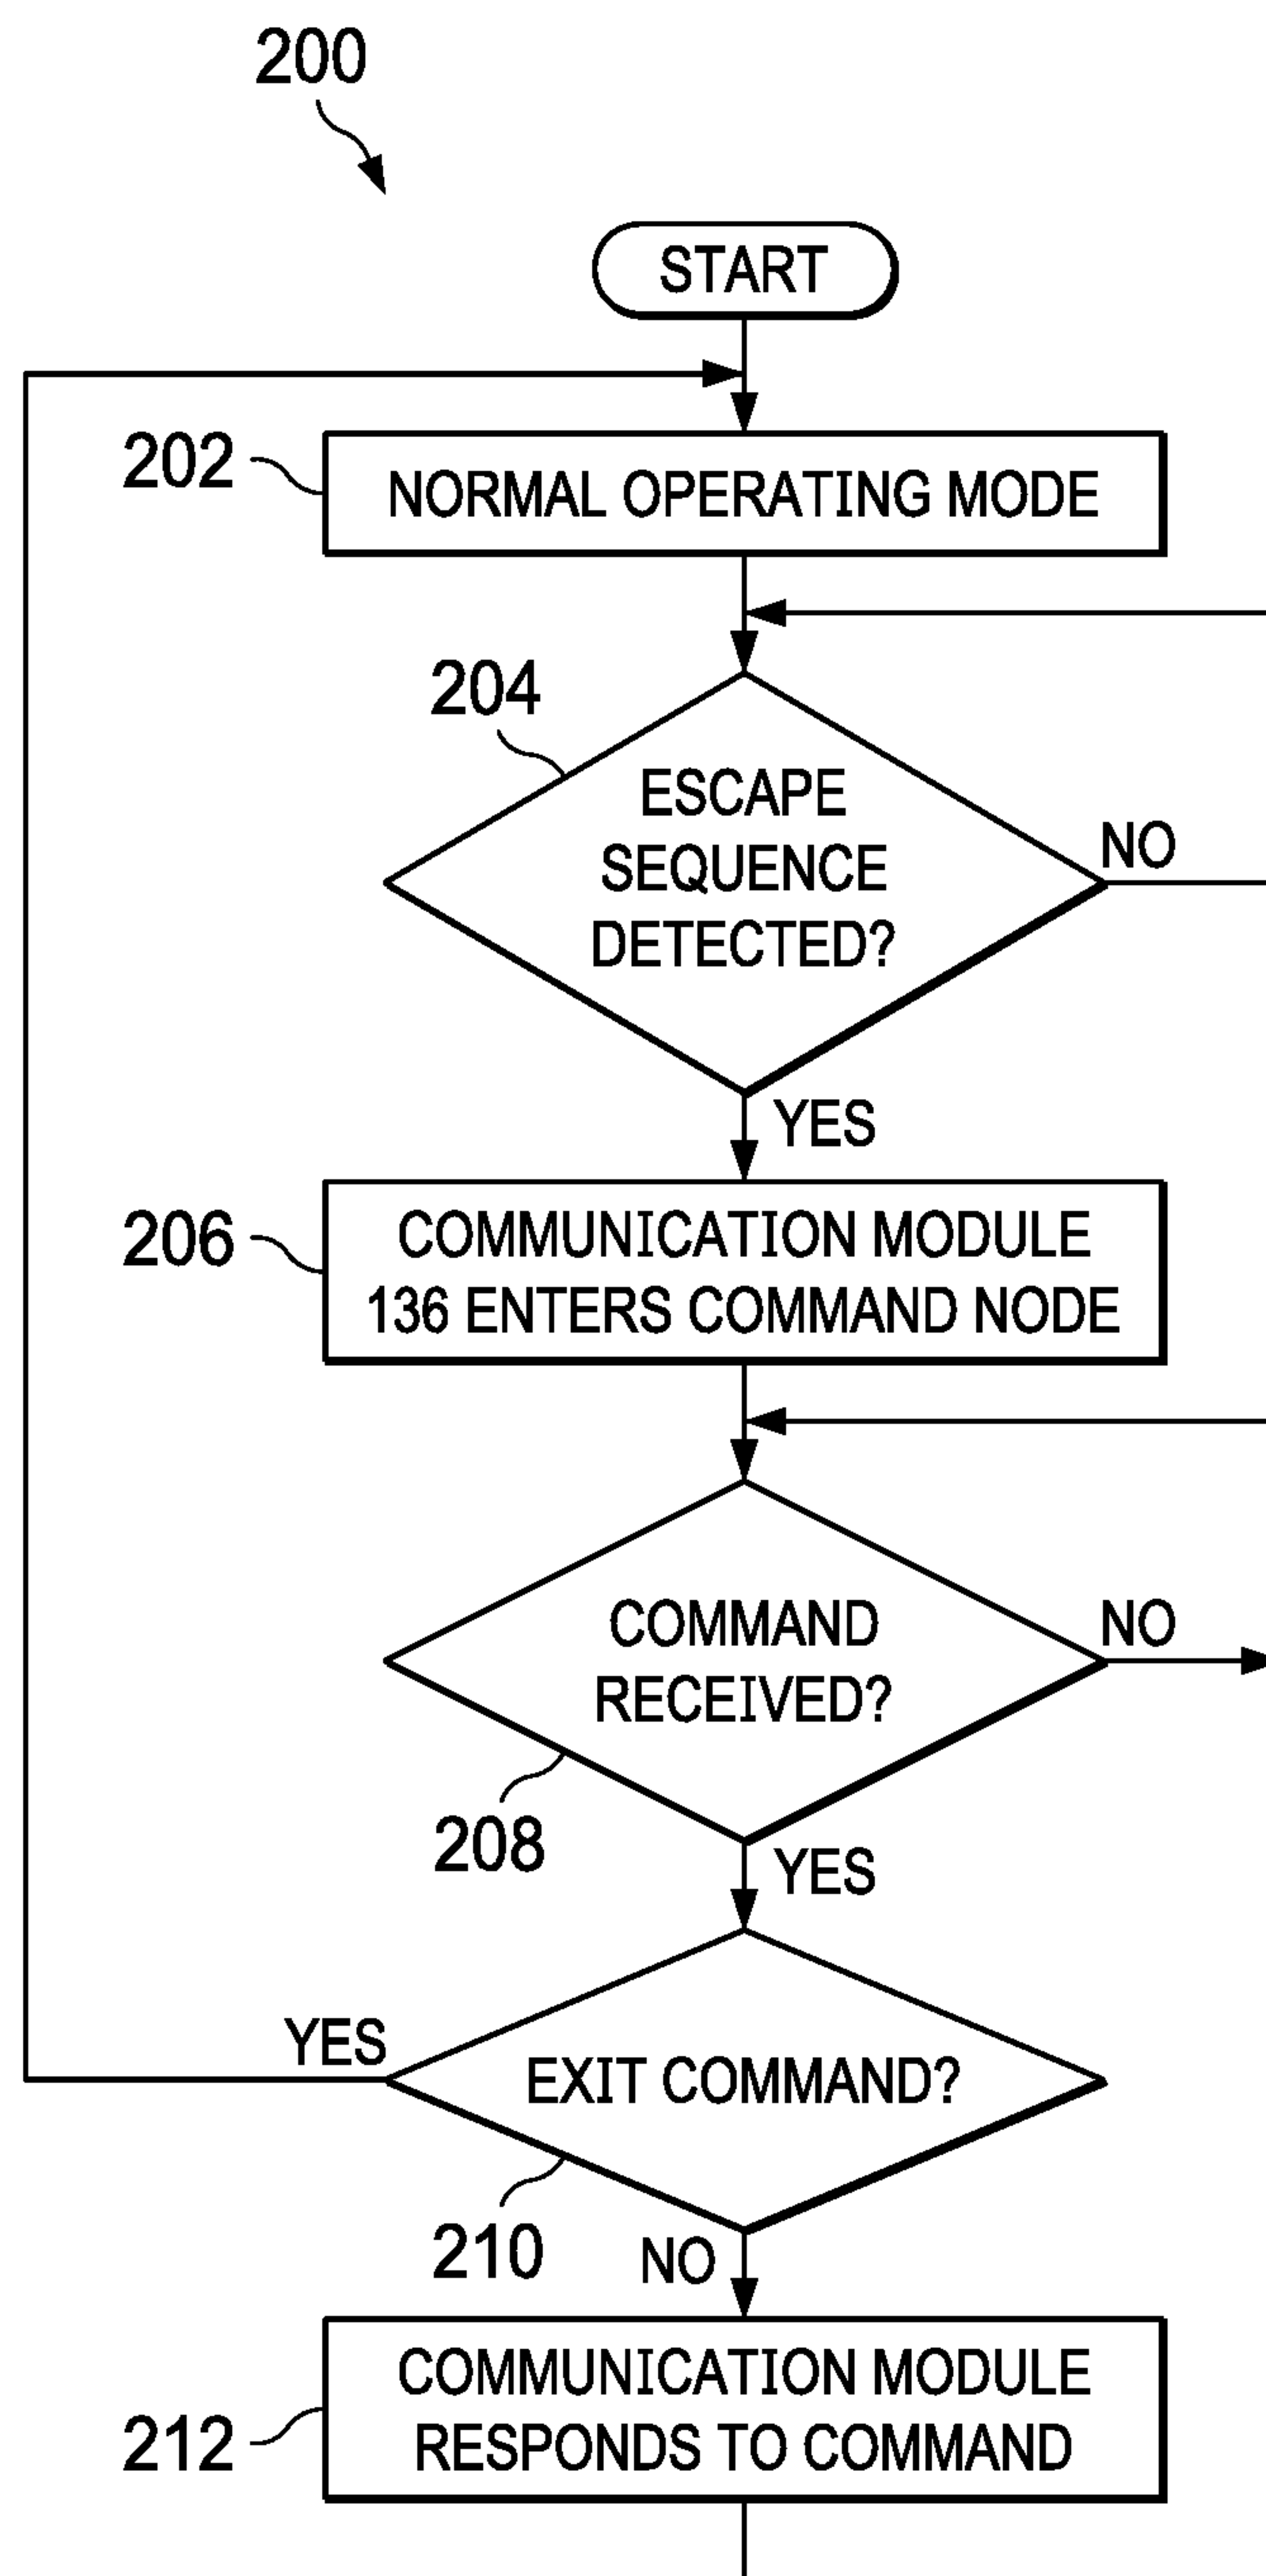 200
START
202
NORMAL OPERATING MODE
204
ESCAPE
SEQUENCE
DETECTED?
NO
YES
206
COMMUNICATION MODULE
136 ENTERS COMMAND NODE
COMMAND
RECEIVED?
NO
208
YES
YES
EXIT COMMAND?
210
NO
212
COMMUNICATION MODULE
RESPONDS TO COMMAND